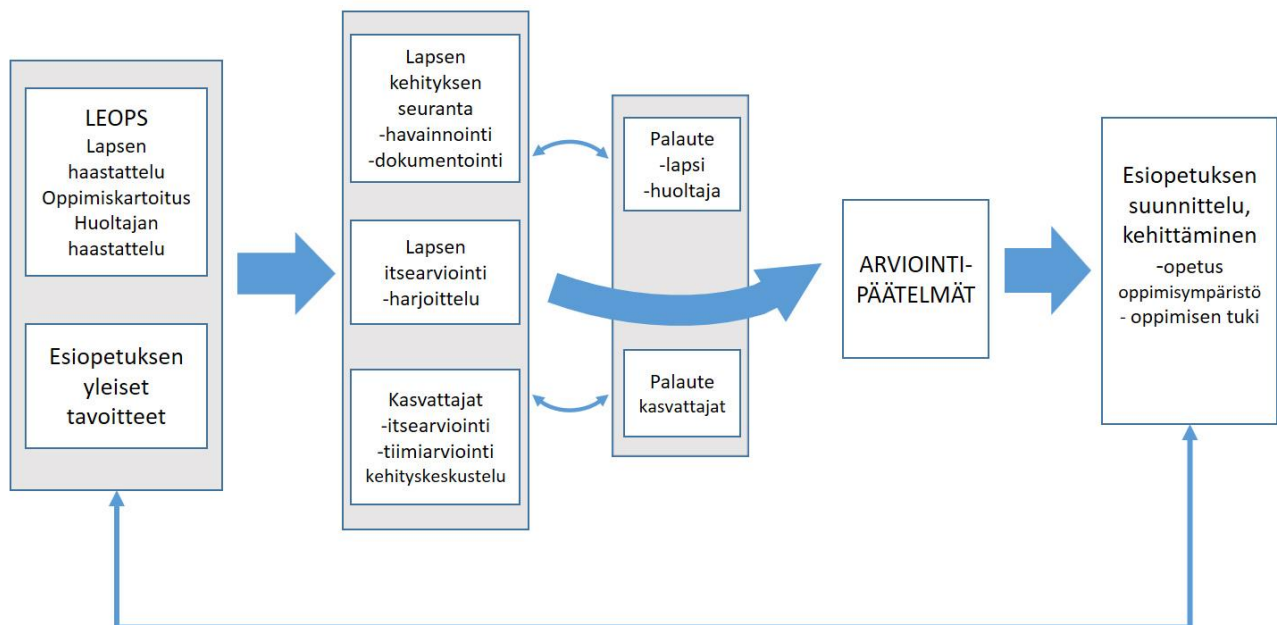 LEOPS
Lapsen
haastattelu
Oppimiskartoitus
Huoltajan
haastattelu
Esiopetuksen
yleiset
tavoitteet
Lapsen
kehityksen
seuranta
-havainnointi
-dokumentointi
Lapsen
itsearviointi
-harjoittelu
Kasvattajat
-itsearviointi
-tiimiarviointi
kehityskeskustelu
Palaute
-lapsi
-huoltaja
Palaute
kasvattajat
ARVIOINTI-
PÄÄTELMÄT
Esiopetuksen
suunnittelu,
kehittäminen
-opetus
oppimisympäristö
- oppimisen tuki